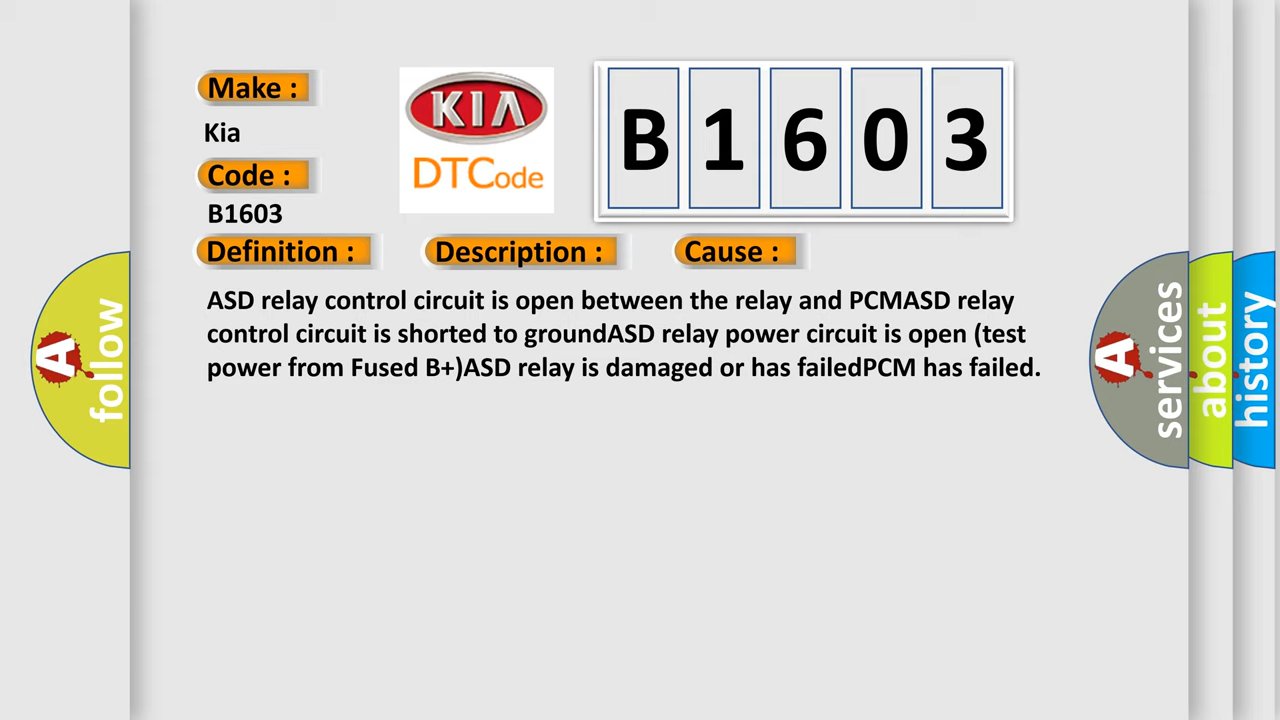 Make :
Kia
Code :
B1603
KIA
DTCode
B 1 6 0 3
Definition :
Description :
Cause :
ASD relay control circuit is open between the relay and PCMASD relay
control circuit is shorted to groundASD relay power circuit is open (test
power from Fused B+)ASD relay is damaged or has failedPCM has failed.
A
follow
A
services
about
history